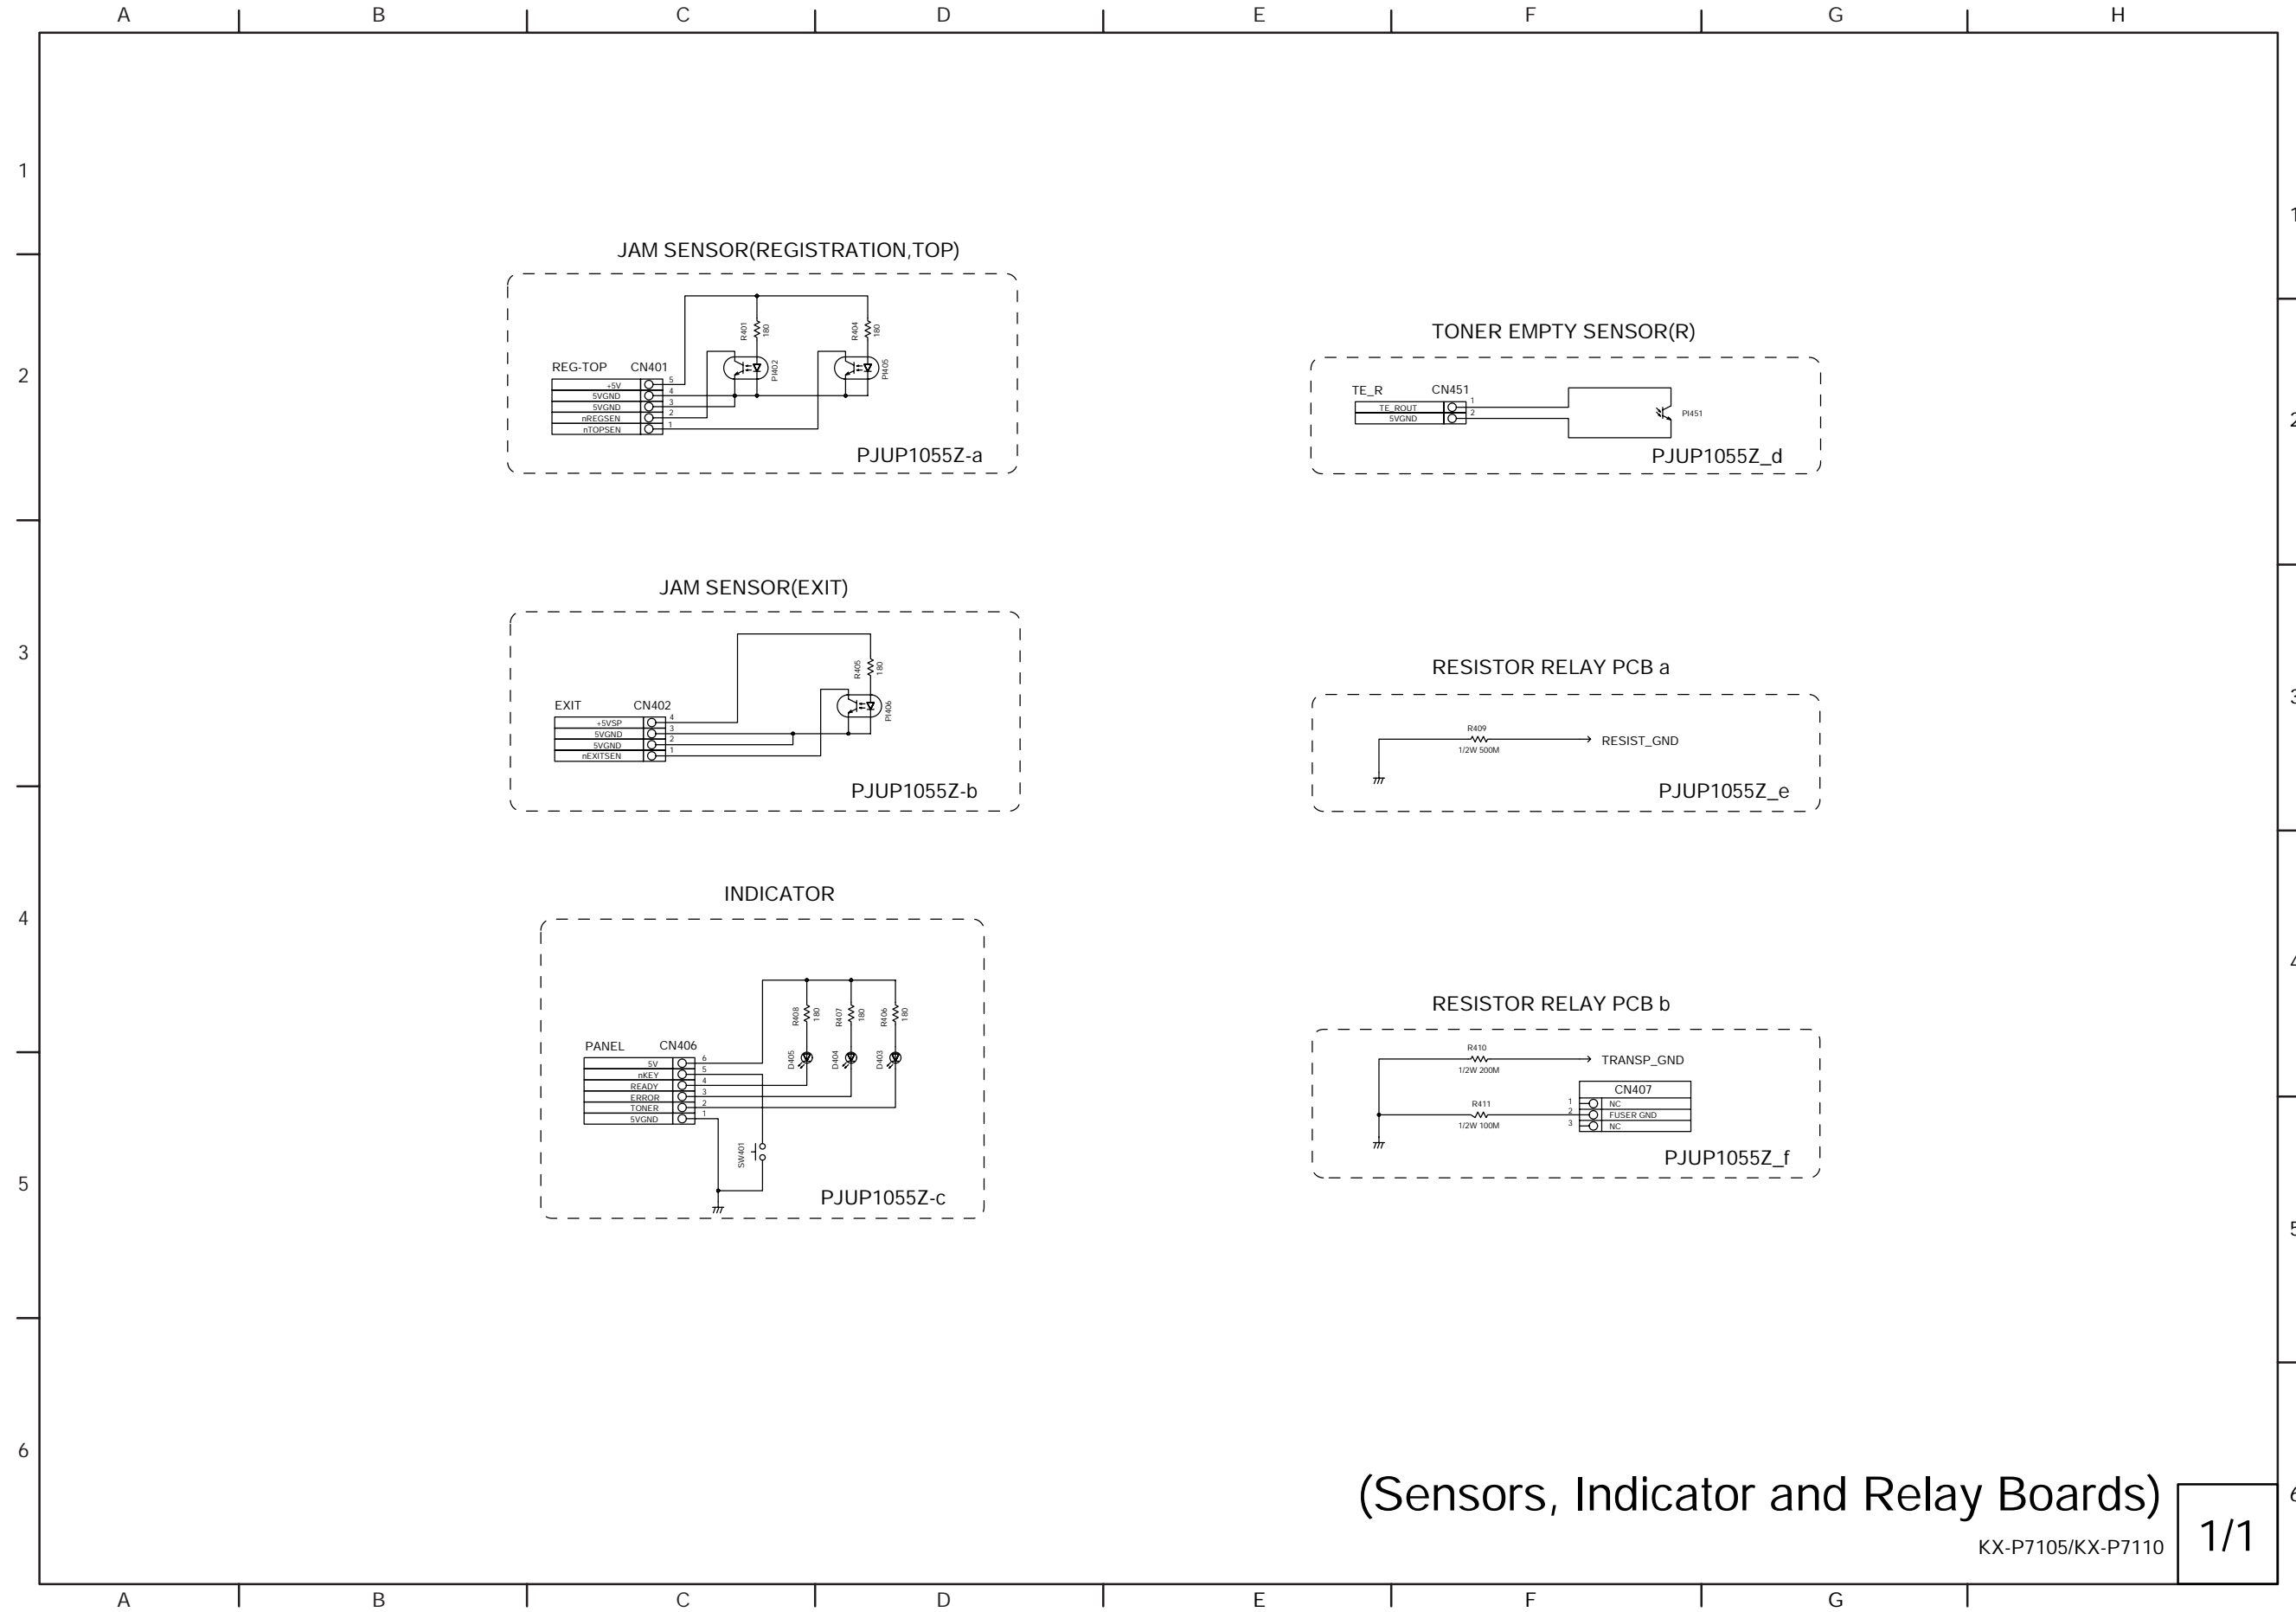 A B C D E F G H
1
1
JAM SENSOR(REGISTRATION,TOP)
R401
180
R404
180
PI402
PI405
REG-TOP CN401
+5V 5
5VGND 4
5VGND 3
nREGSEN 2
nTOPSEN 1
PJUP1055Z-a
2
2
TONER EMPTY SENSOR(R)
TE_R CN451
TE_ROUT 1
5VGND 2
PI451
PJUP1055Z_d
JAM SENSOR(EXIT)
R405
180
PI406
EXIT CN402
+5VSP 4
5VGND 3
5VGND 2
nEXITSEN 1
PJUP1055Z-b
3
3
RESISTOR RELAY PCB a
R409
1/2W 500M
RESIST_GND
PJUP1055Z_e
4
4
INDICATOR
R408
180
R407
180
R406
180
D405
D404
D403
PANEL CN406
5V 6
nKEY 5
READY 4
ERROR 3
TONER 2
5VGND 1
SW401
PJUP1055Z-c
RESISTOR RELAY PCB b
R410
1/2W 200M
TRANSP_GND
CN407
R411
1/2W 100M
1 NC
2 FUSER GND
3 NC
PJUP1055Z_f
5
5
6
6
(Sensors, Indicator and Relay Boards)
KX-P7105/KX-P7110
1/1
A B C D E F G